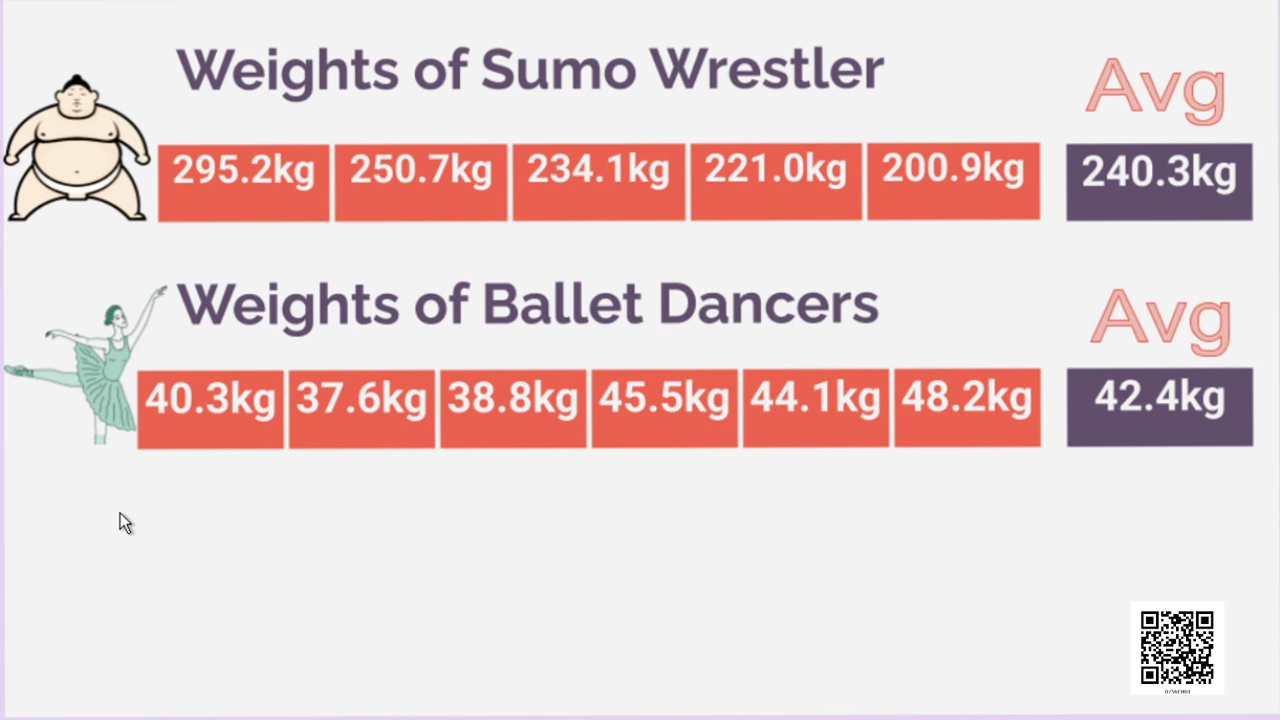 Weights of Sumo Wrestler
Avg
295.2kg 250.7kg 234.1kg 221.0kg 200.9kg 240.3kg
Weights of Ballet Dancers
Avg
40.3kg 37.6kg 38.8kg 45.5kg 44.1kg 48.2kg 42.4kg